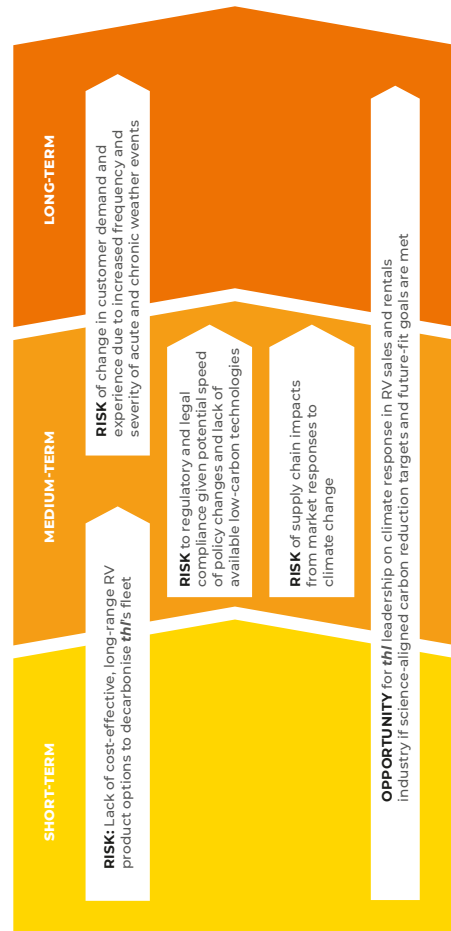 SHORT-TERM
MEDIUM-TERM
LONG-TERM
RISK: Lack of cost-effective, long-range RV
product options to decarbonise thl's fleet
RISK of change in customer demand and
experience due to increased frequency and
severity of acute and chronic weather events
RISK to regulatory and legal
compliance given potential speed
of policy changes and lack of
available low-carbon technologies
RISK of supply chain impacts
from market responses to
climate change
OPPORTUNITY for thl leadership on climate response in RV sales and rentals
industry if science-aligned carbon reduction targets and future-fit goals are met